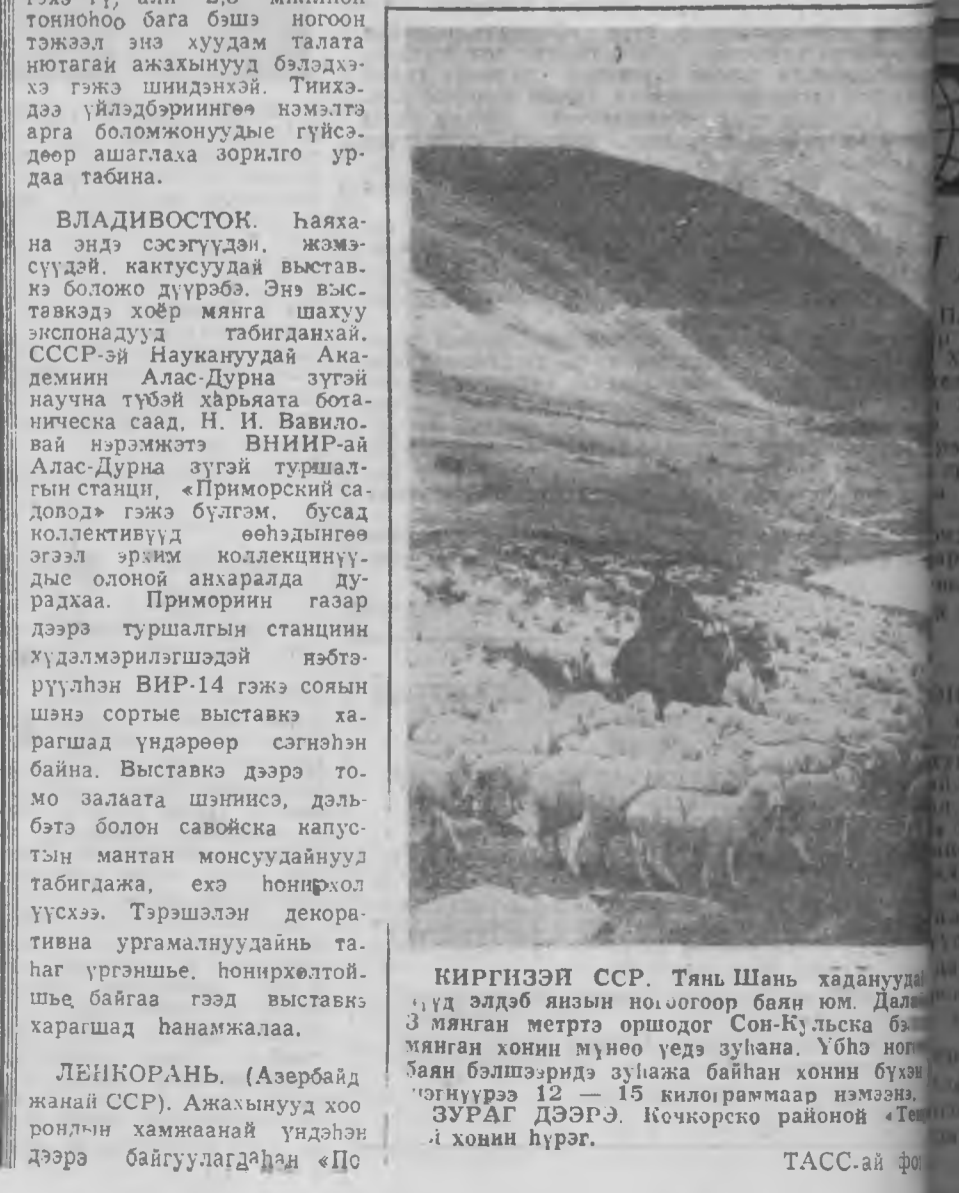 тонноһоо бага бэшэ ногоон
тэжээл энэ хуудам талата
нютагай ажахынууд бэлэдхэ-
хэ гэжэ шиидэнхэй. Тиихэ-
дээ үйлэдбэриингөө нэмэлтэ
арга боломжонуудые гүйсэ-
дөөр ашаглаха зорилго ур-
даа табина.
ВЛАДИВОСТОК. Һаяха-
на эндэ сэсэгүүдэй, жэмэ-
сүүдэй, кактусуудай выстав-
кэ боложо дүүрэбэ. Энэ выс-
тавкэдэ хоёр мянга шахуу
экспонадууд табигданхай.
СССР-эй Наукануудай Ака-
демиин Алас-Дурна зүгэй
научна түбэй харьяата бота-
ническа саад, Н. И. Вавило-
вай нэрэмжэтэ ВНИИР-ай
Алас-Дурна зүгэй туршал-
гын станци, «Приморский са-
довод» гэжэ бүлгэм, бусад
коллективүүд өөһэдынгөө
эгээл эрхим коллекцинүү-
дые олоной анхаралда ду-
радхаа. Примориин газар
дээрэ туршалгын станциин
хүдэлмэрилэгшэдэй нэбтэ-
рүүлһэн ВИР-14 гэжэ сояын
шэнэ сортые выставкэ ха-
рагшад үндэрөөр сэгнэһэн
байна. Выставкэ дээрэ то-
мо залаата шэниисэ, дэль-
бэтэ болон савойска капус-
тын мантан монсуудайнууд
табигдажа, ехэ һонирхол
үүсхээ. Тэрэшэлэн декора-
тивна ургамалнуудайнь та-
һаг үргэншье, һонирхөлтой-
шье байгаа гээд выставкэ
харагшад һанамжалаа.
ЛЕНКОРАНЬ. (Азербайд
жанай ССР). Ажахынууд хоо
рондын хамжаанай үндэһэн
дээрэ байгуулагдаһан «По
КИРГИЗЭЙ ССР. Тянь Шань хадануудай
элдэб янзын ногоогоор баян юм.
3 мянган метртэ оршодог Сон-Кульска
мянган хонин мүнөө үедэ зуһана. Үбһэ
баян бэлшээридэ зуһажа байһан хонин бүхэн
12 — 15 килограммаар нэмээнэ.
ЗУРАГ ДЭЭРЭ. Кочкорско районой
хонин һүрэг.
ТАСС-ай